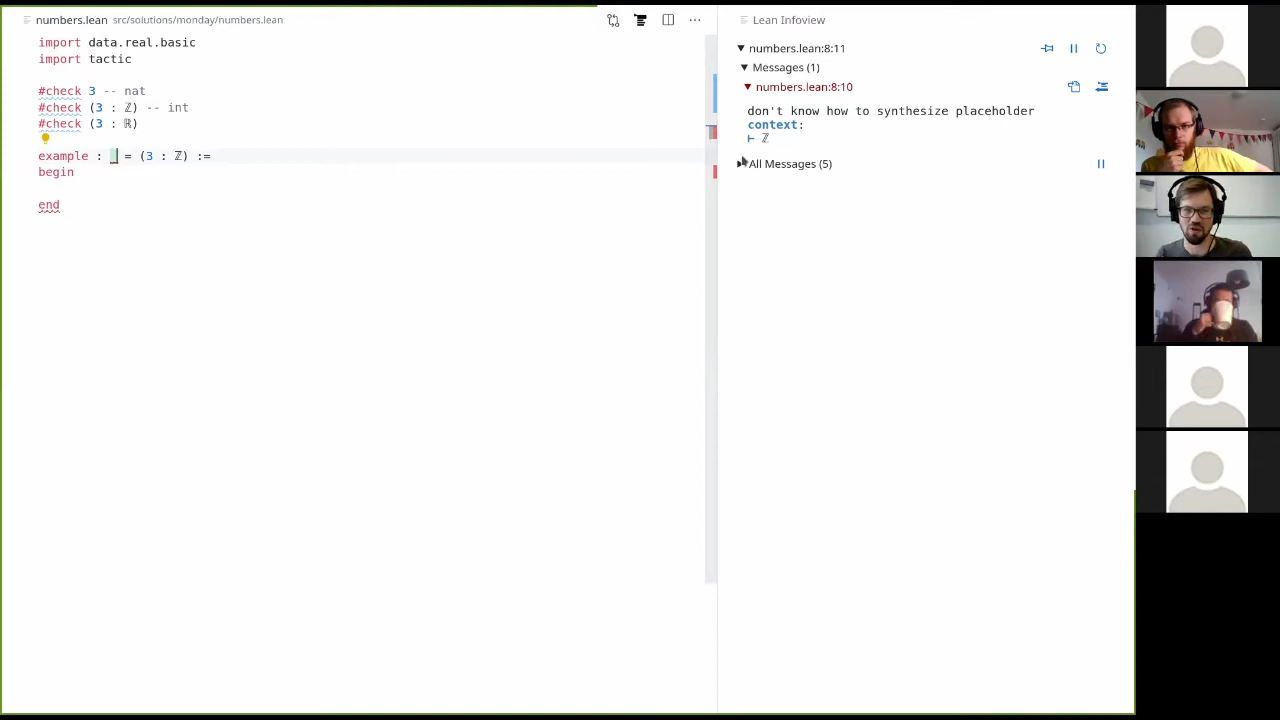 numbers.lean src/solutions/monday/numbers.lean
import data.real.basic
import tactic
#check 3 -- nat
#check (3 : ℤ) -- int
#check (3 : ℝ)
example : _ = (3 : ℤ) :=
begin
end
Lean Infoview
numbers.lean:8:11
Messages (1)
numbers.lean:8:10
don't know how to synthesize placeholder
context:
⊢ ℤ
All Messages (5)